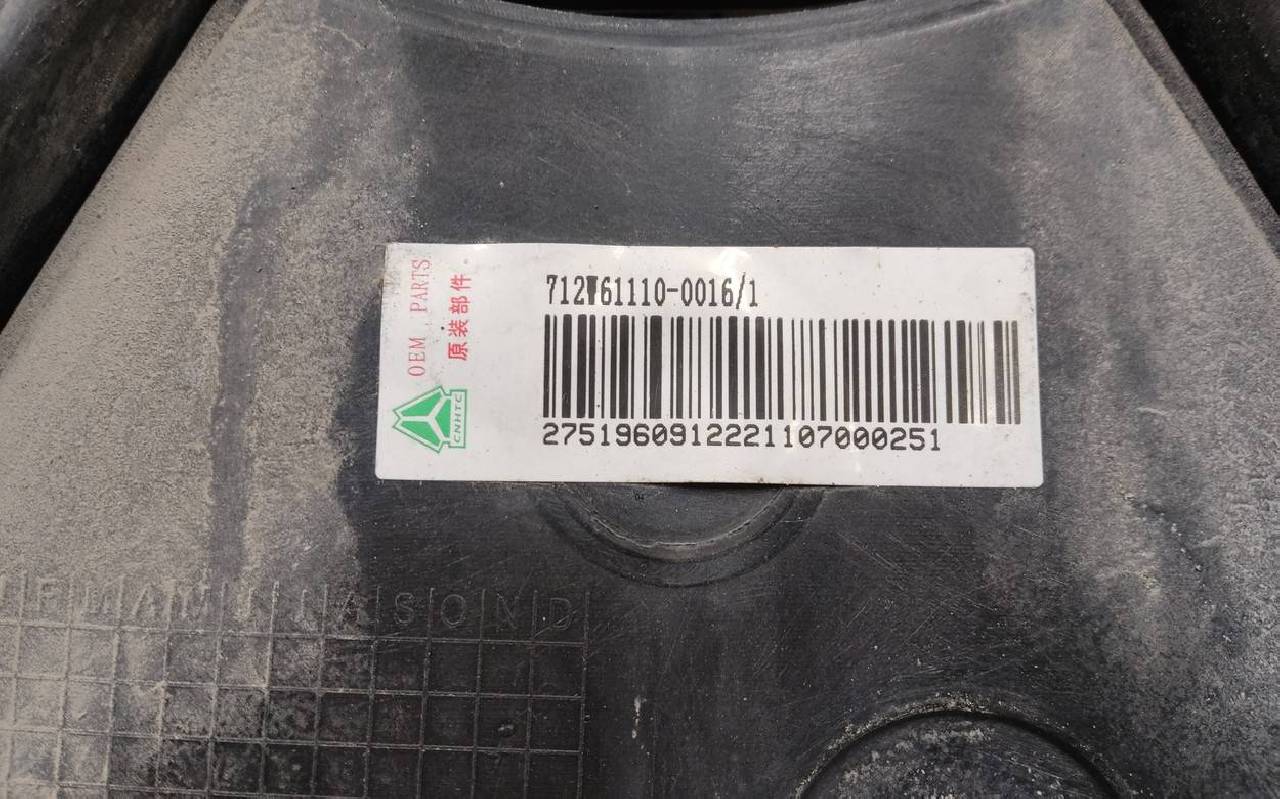 OEM PARTS
原装部件
CNHTC
712W61110-0016/1
2751960912221107000251
J F M A M J J A S O N D